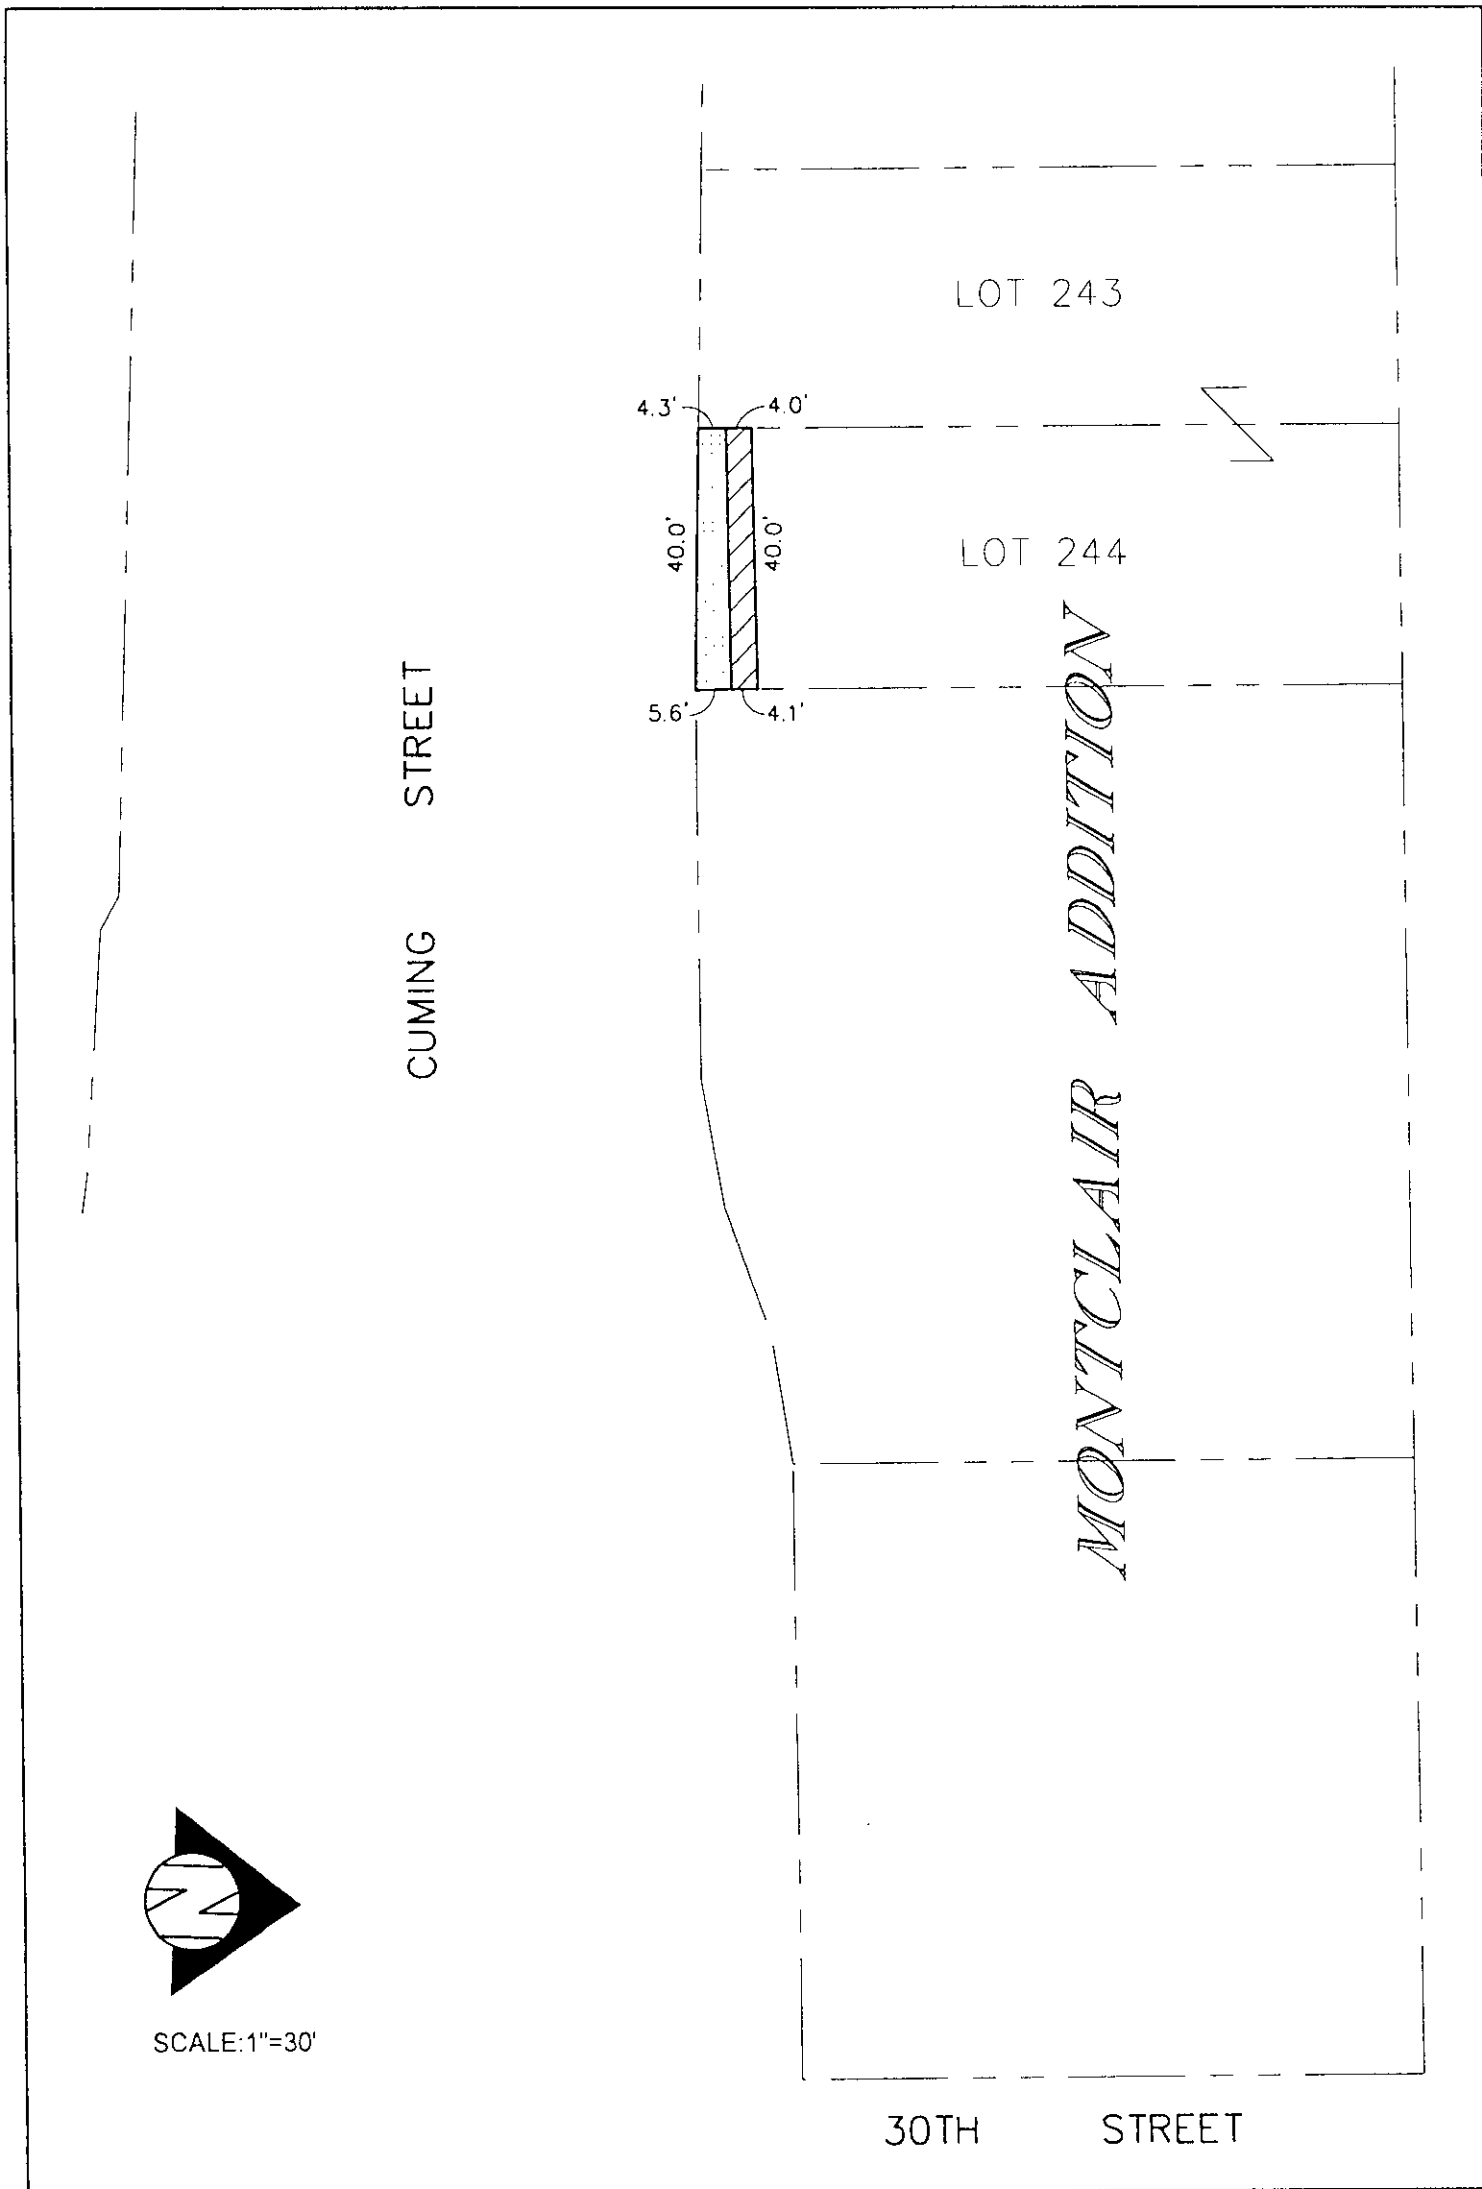 LOT 243
4.3' 4.0'
40.0' 40.0'
LOT 244
5.6' 4.1'
CUMING STREET
MONTCLAIR ADDITION
N
SCALE:1"=30'
30TH STREET